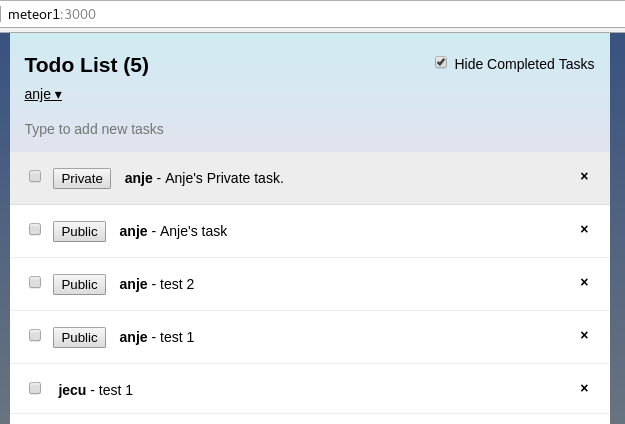 meteor1:3000
Todo List (5)
Hide Completed Tasks
anje ▾
Type to add new tasks
Private anje - Anje's Private task. ×
Public anje - Anje's task ×
Public anje - test 2 ×
Public anje - test 1 ×
jecu - test 1 ×